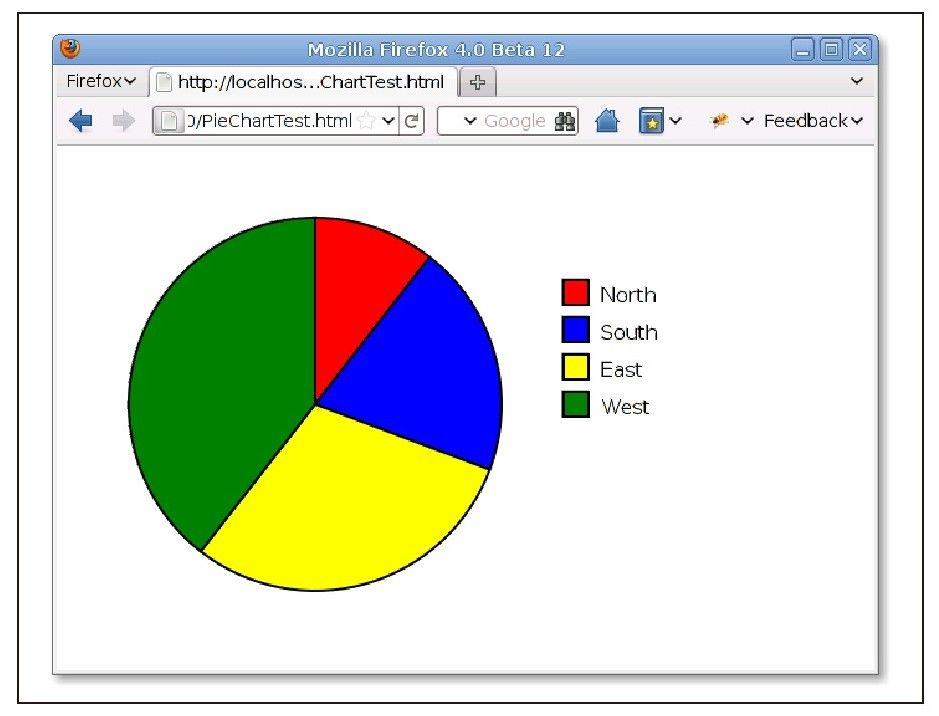 Mozilla Firefox 4.0 Beta 12
Firefox
http://localhos...ChartTest.html
/PieChartTest.html
Google
Feedback
North
South
East
West